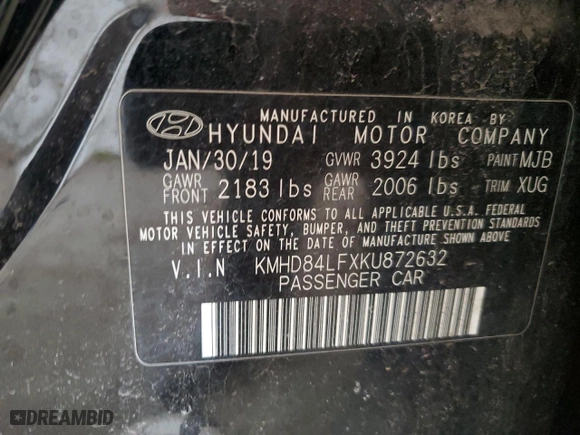 MANUFACTURED IN KOREA BY
HYUNDAI MOTOR COMPANY
JAN/30/19 GVWR 3924 lbs PAINT MJB
GAWR FRONT 2183 lbs GAWR REAR 2006 lbs TRIM XUG
THIS VEHICLE CONFORMS TO ALL APPLICABLE U.S.A. FEDERAL
MOTOR VEHICLE SAFETY, BUMPER, AND THEFT PREVENTION
STANDARDS IN EFFECT ON THE DATE OF MANUFACTURE SHOWN ABOVE.
V.I.N KMHD84LFXKU872632
PASSENGER CAR
DREAMBID